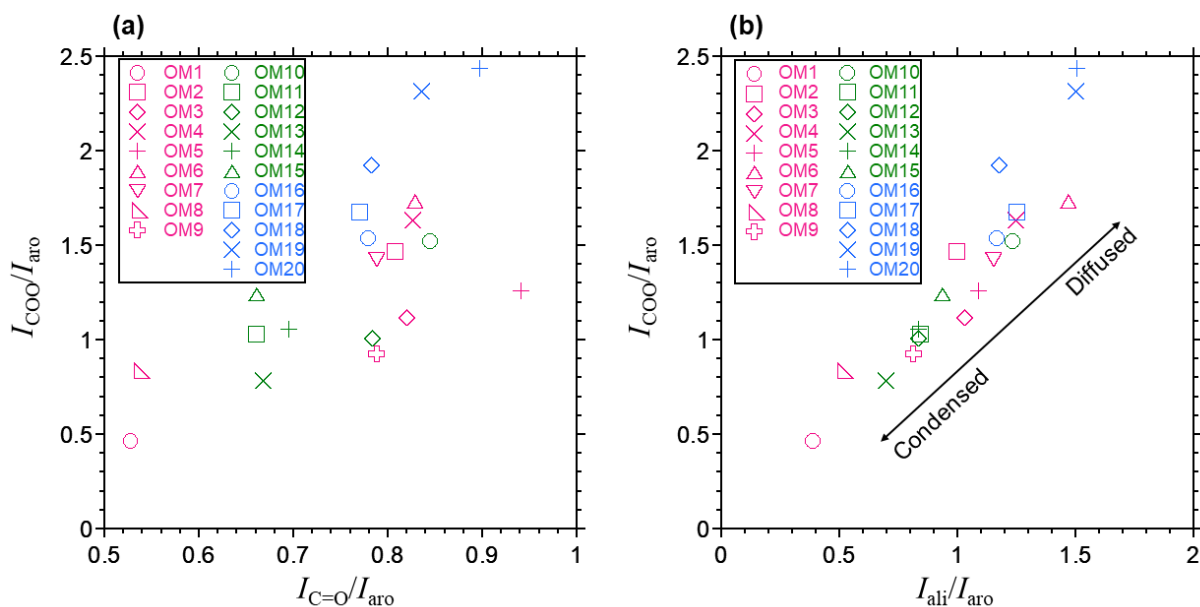 (a)
2.5
2
1.5
1
0.5
0
0.5
0.6
0.7
0.8
0.9
1
I_COO/I_aro
I_C=O/I_aro
OM1
OM2
OM3
OM4
OM5
OM6
OM7
OM8
OM9
OM10
OM11
OM12
OM13
OM14
OM15
OM16
OM17
OM18
OM19
OM20
(b)
2.5
2
1.5
1
0.5
0
0
0.5
1
1.5
2
I_COO/I_aro
I_ali/I_aro
OM1
OM2
OM3
OM4
OM5
OM6
OM7
OM8
OM9
OM10
OM11
OM12
OM13
OM14
OM15
OM16
OM17
OM18
OM19
OM20
Condensed
Diffused